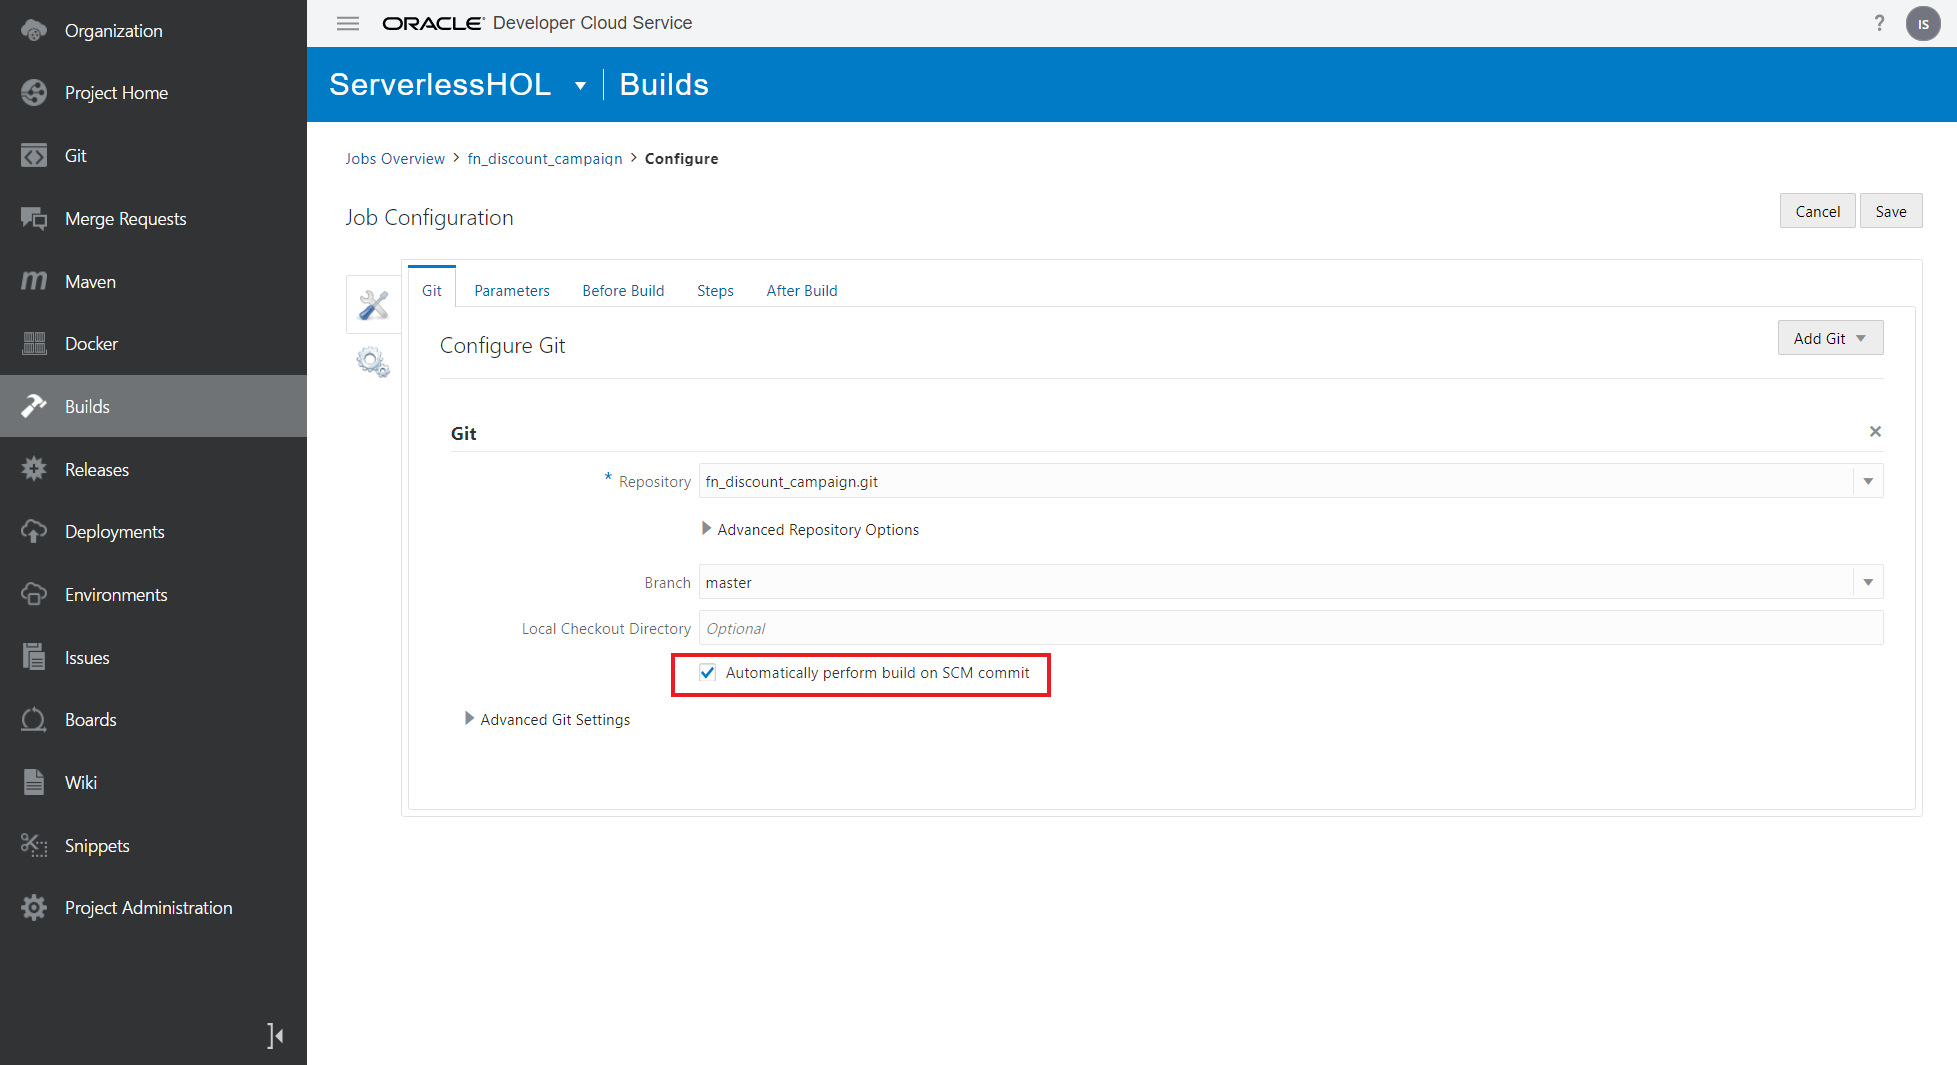 Organization
Project Home
Git
Merge Requests
Maven
Docker
Builds
Releases
Deployments
Environments
Issues
Boards
Wiki
Snippets
Project Administration
ORACLE Developer Cloud Service
? IS
ServerlessHOL Builds
Jobs Overview > fn_discount_campaign > Configure
Job Configuration
Cancel Save
Git Parameters Before Build Steps After Build
Configure Git
Add Git
Git
* Repository fn_discount_campaign.git
Advanced Repository Options
Branch master
Local Checkout Directory Optional
Automatically perform build on SCM commit
Advanced Git Settings